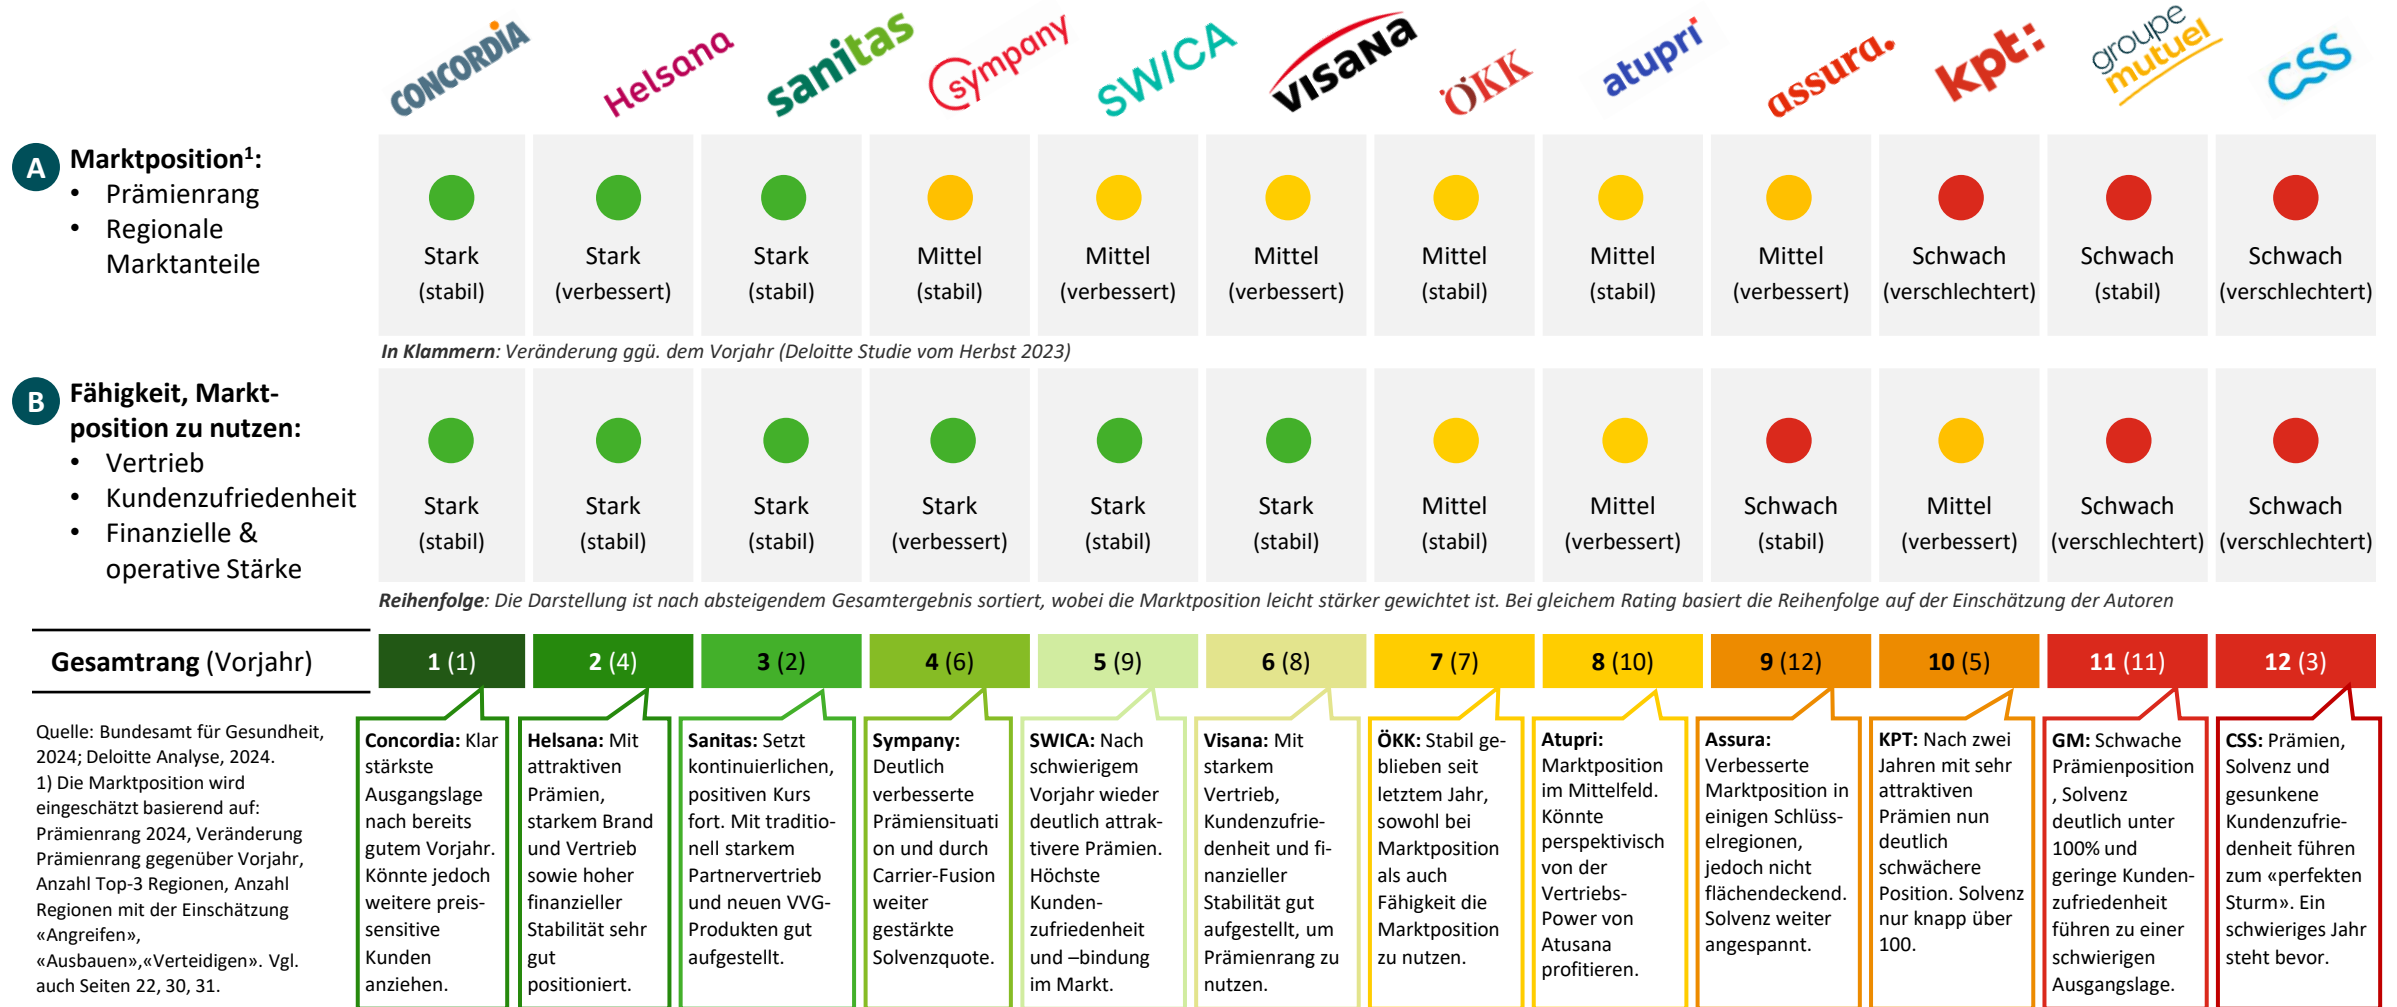 CONCORDIA
Helsana
sanitas
sympany
SWICA
VISANA
ÖKK
atupri
assura.
kpt:
groupe
mutuel
CSS
A
Marktposition¹:
• Prämienrang
• Regionale
Marktanteile
Stark
(stabil)
Stark
(verbessert)
Stark
(stabil)
Mittel
(stabil)
Mittel
(verbessert)
Mittel
(verbessert)
Mittel
(stabil)
Mittel
(stabil)
Mittel
(verbessert)
Schwach
(verschlechtert)
Schwach
(stabil)
Schwach
(verschlechtert)
In Klammern: Veränderung ggü. dem Vorjahr (Deloitte Studie vom Herbst 2023)
B
Fähigkeit, Markt-
position zu nutzen:
• Vertrieb
• Kundenzufriedenheit
• Finanzielle &
operative Stärke
Stark
(stabil)
Stark
(stabil)
Stark
(stabil)
Stark
(verbessert)
Stark
(stabil)
Stark
(stabil)
Mittel
(stabil)
Mittel
(verbessert)
Schwach
(stabil)
Mittel
(verbessert)
Schwach
(verschlechtert)
Schwach
(verschlechtert)
Reihenfolge: Die Darstellung ist nach absteigendem Gesamtergebnis sortiert, wobei die Marktposition leicht stärker gewichtet ist. Bei gleichem Rating basiert die Reihenfolge auf der Einschätzung der Autoren
Gesamtrang (Vorjahr)
1 (1)
2 (4)
3 (2)
4 (6)
5 (9)
6 (8)
7 (7)
8 (10)
9 (12)
10 (5)
11 (11)
12 (3)
Quelle: Bundesamt für Gesundheit,
2024; Deloitte Analyse, 2024.
1) Die Marktposition wird
eingeschätzt basierend auf:
Prämienrang 2024, Veränderung
Prämienrang gegenüber Vorjahr,
Anzahl Top-3 Regionen, Anzahl
Regionen mit der Einschätzung
«Angreifen»,
«Ausbauen»,«Verteidigen». Vgl.
auch Seiten 22, 30, 31.
Concordia: Klar
stärkste
Ausgangslage
nach bereits
gutem Vorjahr.
Könnte jedoch
weitere preis-
sensitive
Kunden
anziehen.
Helsana: Mit
attraktiven
Prämien,
starkem Brand
und Vertrieb
sowie hoher
finanzieller
Stabilität sehr
gut
positioniert.
Sanitas: Setzt
kontinuierlichen,
positiven Kurs
fort. Mit traditio-
nell starkem
Partnervertrieb
und neuen VVG-
Produkten gut
aufgestellt.
Sympany:
Deutlich
verbesserte
Prämiensituati
on und durch
Carrier-Fusion
weiter
gestärkte
Solvenzquote.
SWICA: Nach
schwierigem
Vorjahr wieder
deutlich attrak-
tivere Prämien.
Höchste
Kunden-
zufriedenheit
und –bindung
im Markt.
Visana: Mit
starkem
Vertrieb,
Kundenzufrie-
denheit und fi-
nanzieller
Stabilität gut
aufgestellt, um
Prämienrang zu
nutzen.
ÖKK: Stabil ge-
blieben seit
letztem Jahr,
sowohl bei
Marktposition
als auch
Fähigkeit die
Marktposition
zu nutzen.
Atupri:
Marktposition
im Mittelfeld.
Könnte
perspektivisch
von der
Vertriebs-
Power von
Atusana
profitieren.
Assura:
Verbesserte
Marktposition in
einigen Schlüss-
elregionen,
jedoch nicht
flächendeckend.
Solvenz weiter
angespannt.
KPT: Nach zwei
Jahren mit sehr
attraktiven
Prämien nun
deutlich
schwächere
Position. Solvenz
nur knapp über
100.
GM: Schwache
Prämienposition
, Solvenz
deutlich unter
100% und
geringe Kunden-
zufriedenheit
führen zu einer
schwierigen
Ausgangslage.
CSS: Prämien,
Solvenz und
gesunkene
Kundenzufrie-
denheit führen
zum «perfekten
Sturm». Ein
schwieriges Jahr
steht bevor.